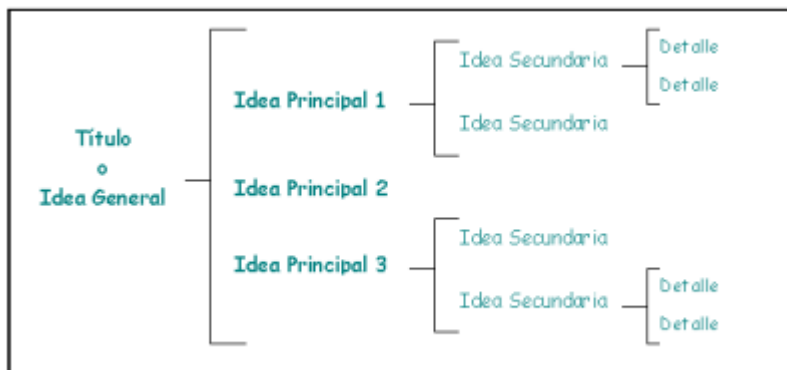 Título
o
Idea General
Idea Principal 1
Idea Secundaria
Detalle
Detalle
Idea Secundaria
Idea Principal 2
Idea Principal 3
Idea Secundaria
Idea Secundaria
Detalle
Detalle